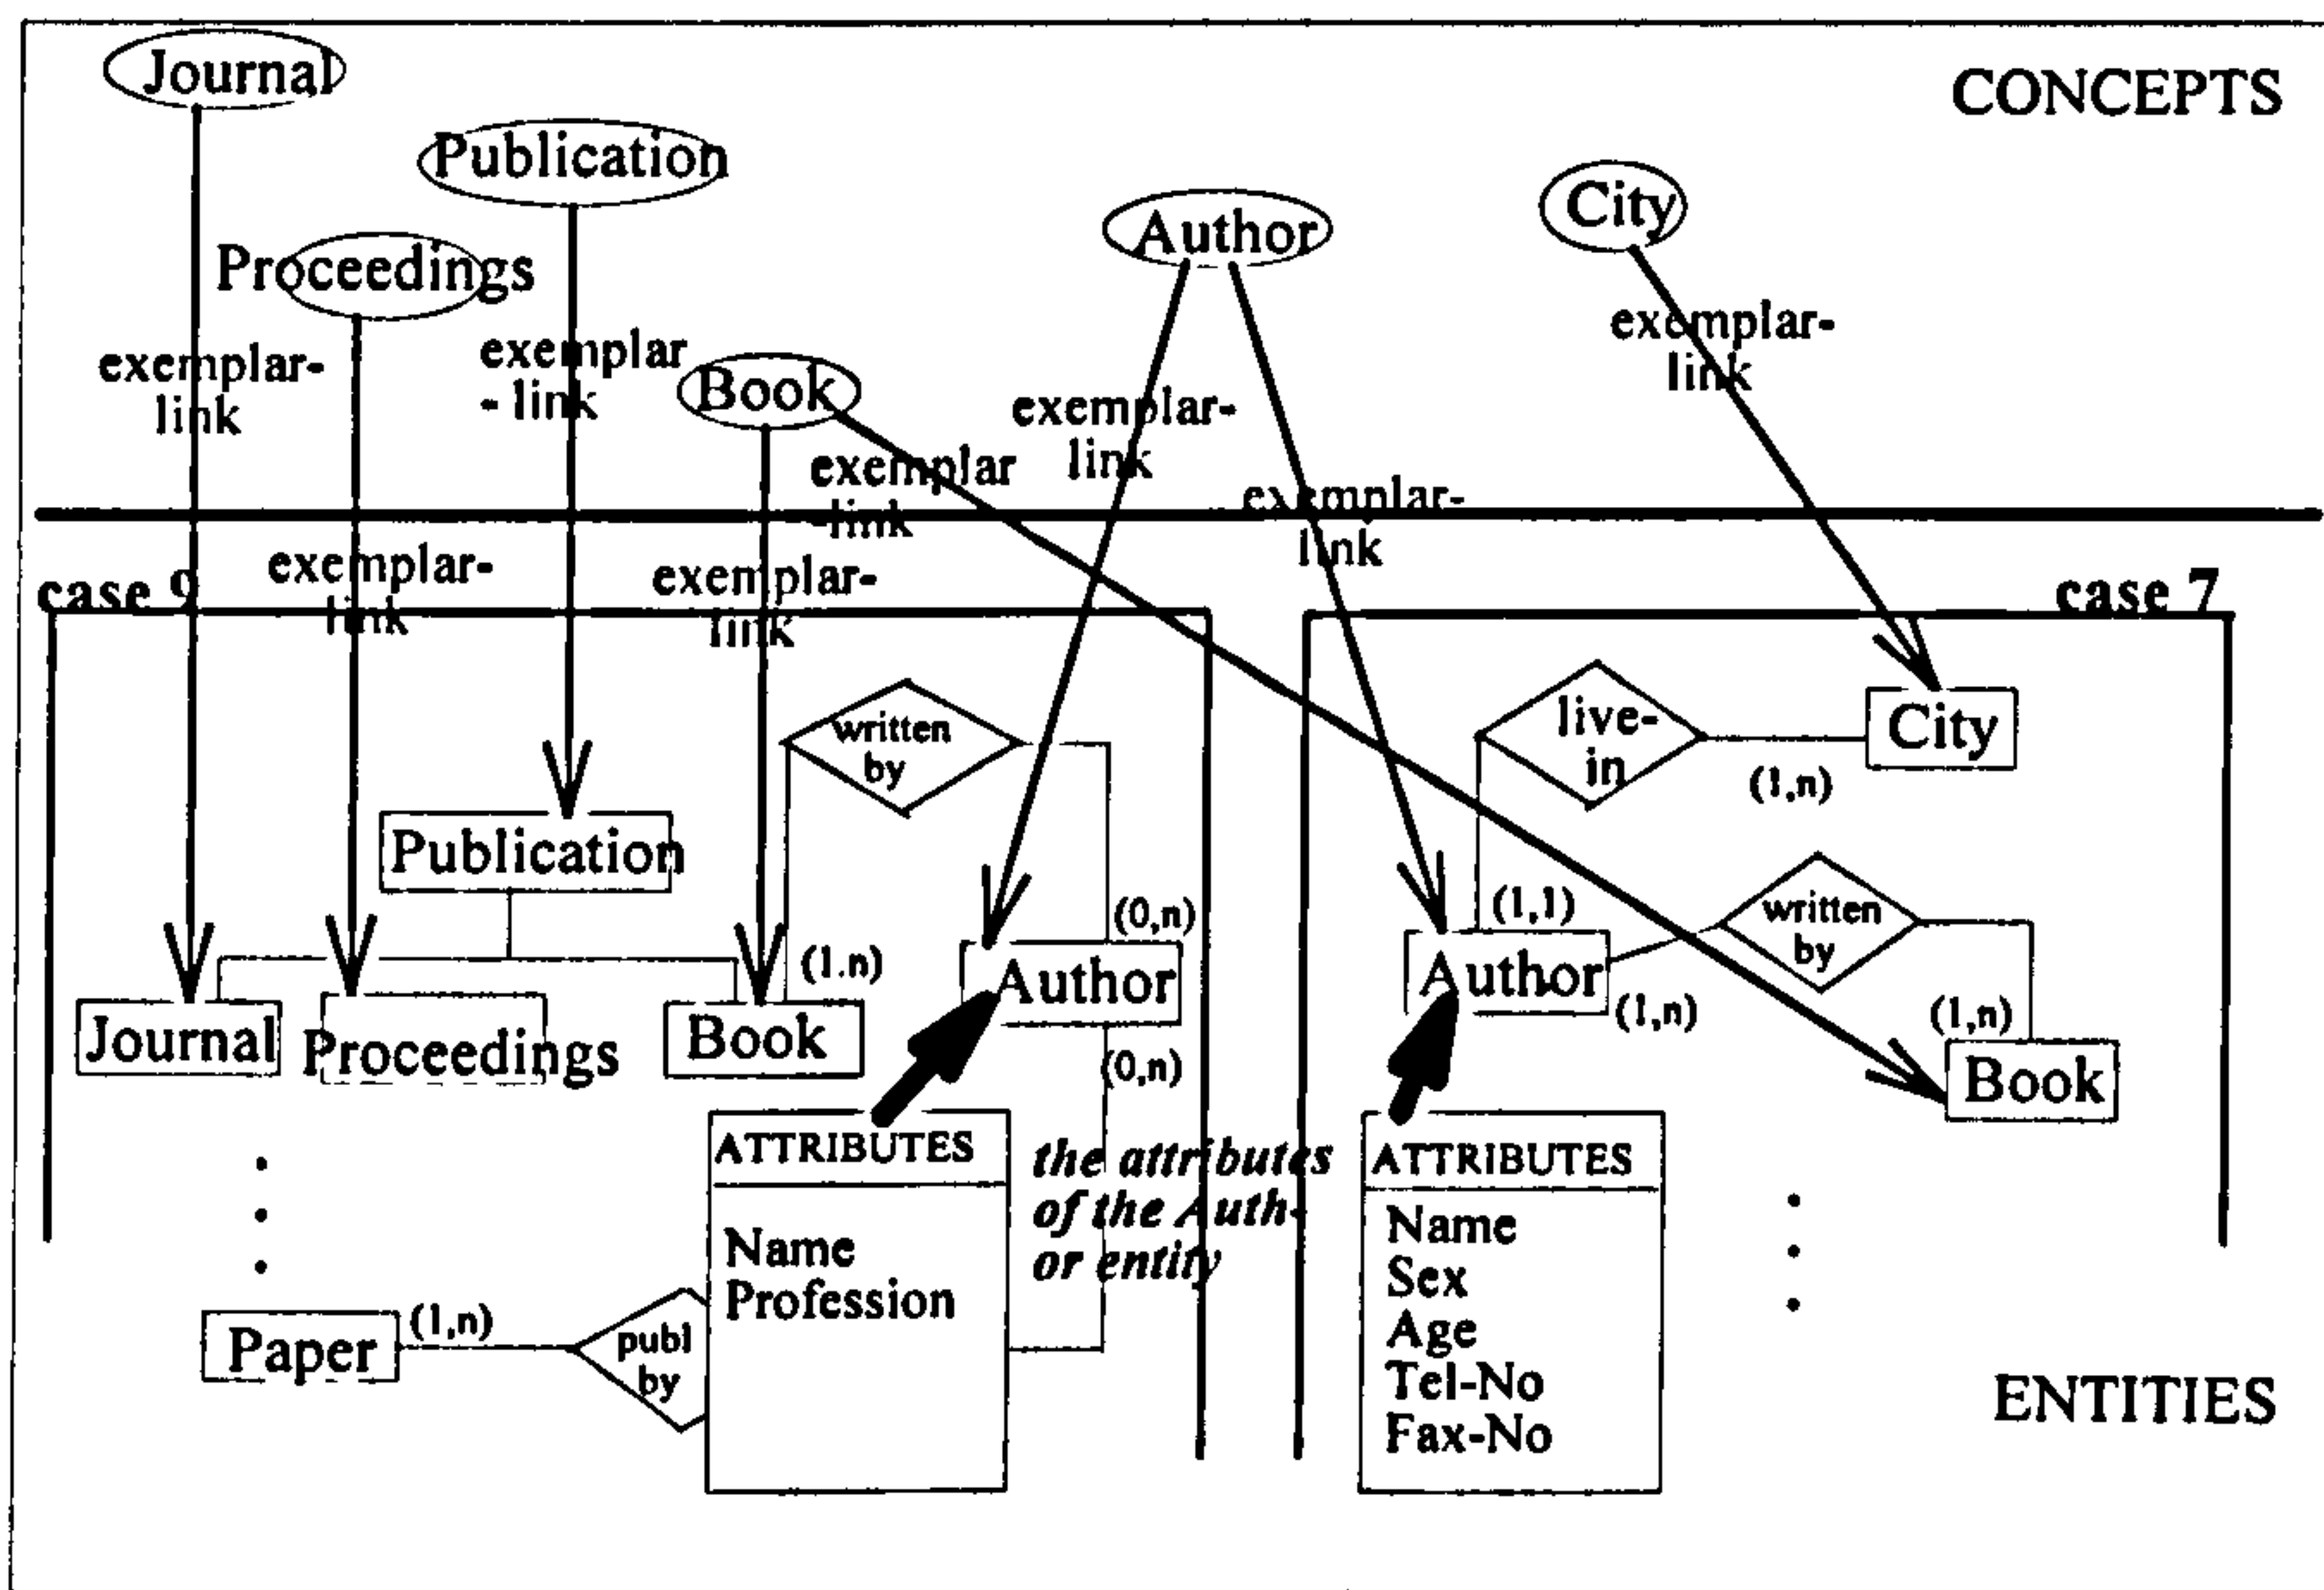 Journal
CONCEPTS
Publication
City
Author
Proceedings
exemplar-
link
exemplar
- link
exemplar-
link
Book
exemplar-
link
exemplar
-link
exemplar-
link
exemplar-
link
exemplar-
link
case 9
case 7
written
by
live-
in
City
(1,n)
Publication
(1,1)
written
by
(0,n)
(1.n)
Author
Author
(1,n)
(1,n)
Journal
Proceedings
Book
(0,n)
Book
ATTRIBUTES
Name
Profession
the attributes
of the Auth-
or entity
ATTRIBUTES
Name
Sex
Age
Tel-No
Fax-No
Paper
(1,n)
publ
by
ENTITIES